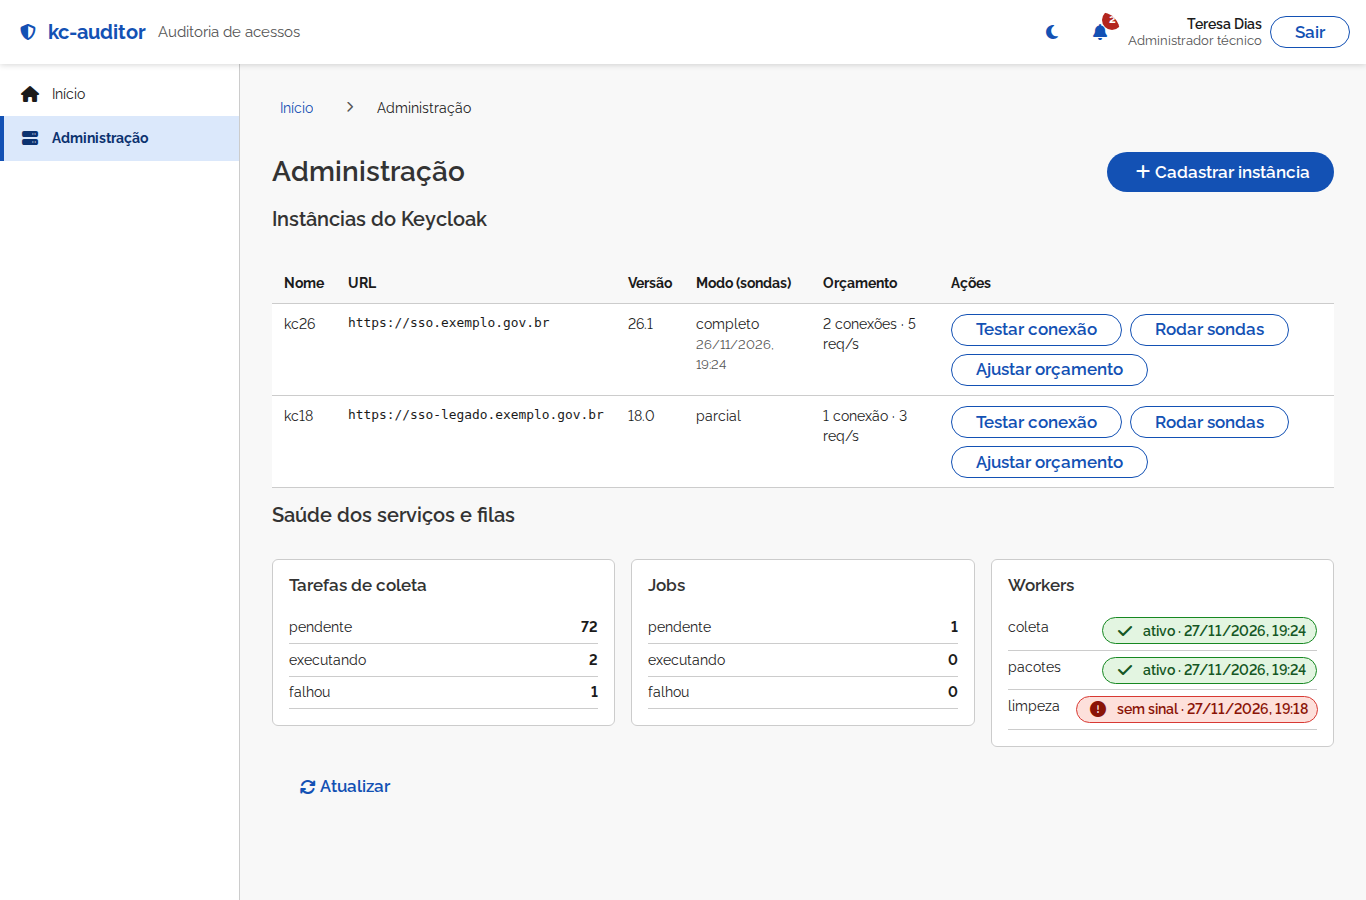 kc-auditor Auditoria de acessos
2
Teresa Dias
Administrador técnico
Sair
Início
Administração
Início
Administração
Administração
Cadastrar instância
Instâncias do Keycloak
Nome URL Versão Modo (sondas) Orçamento Ações
kc26 https://sso.exemplo.gov.br 26.1 completo 2 conexões · 5 Testar conexão Rodar sondas
26/11/2026, req/s
19:24 Ajustar orçamento
kc18 https://sso-legado.exemplo.gov.br 18.0 parcial 1 conexão · 3 Testar conexão Rodar sondas
req/s
Ajustar orçamento
Saúde dos serviços e filas
Tarefas de coleta
pendente 72
executando 2
falhou 1
Jobs
pendente 1
executando 0
falhou 0
Workers
coleta ativo · 27/11/2026, 19:24
pacotes ativo · 27/11/2026, 19:24
limpeza sem sinal · 27/11/2026, 19:18
Atualizar